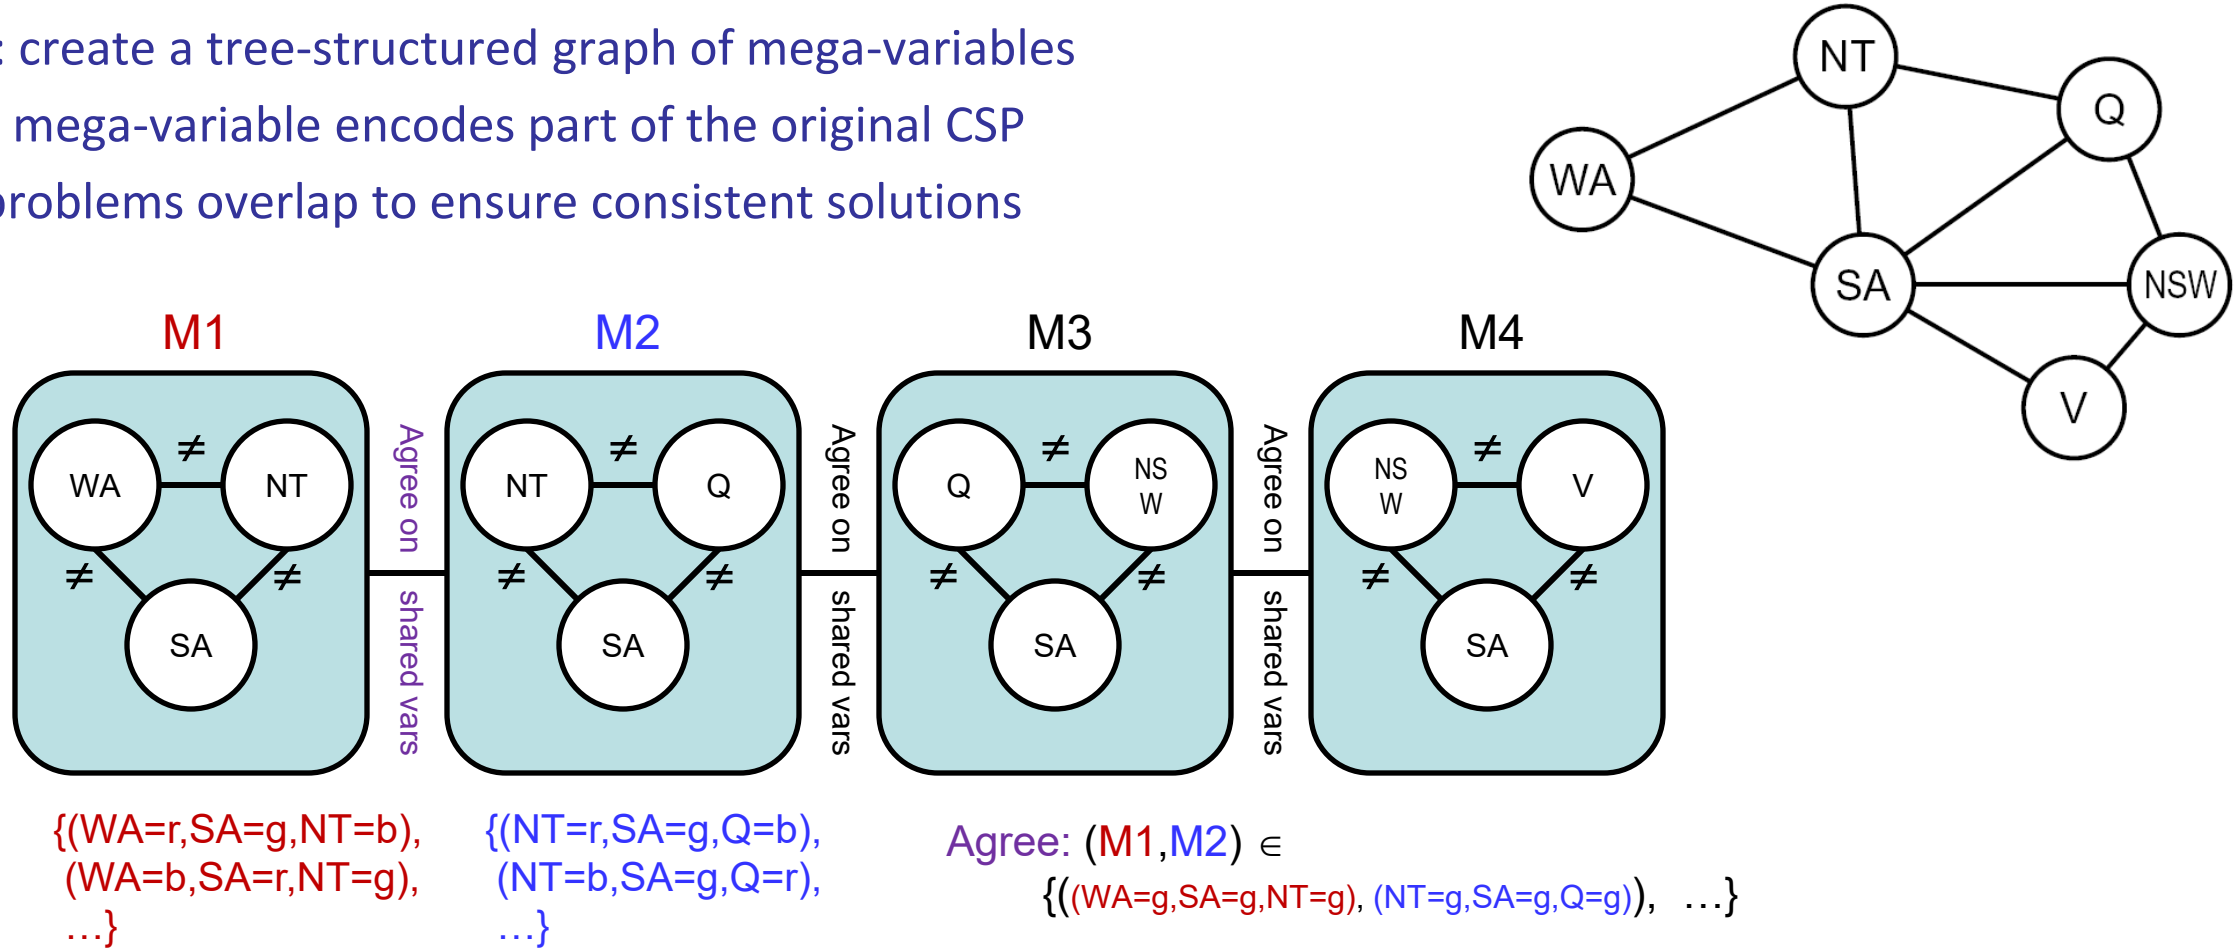 : create a tree-structured graph of mega-variables
mega-variable encodes part of the original CSP
problems overlap to ensure consistent solutions
NT
Q
WA
SA
NSW
V
M1
M2
M3
M4
WA
≠
NT
≠
≠
SA
Agree on
shared vars
NT
≠
Q
≠
≠
SA
Agree on
shared vars
Q
≠
NS
W
≠
≠
SA
Agree on
shared vars
NS
W
≠
V
≠
≠
SA
{(WA=r,SA=g,NT=b),
(WA=b,SA=r,NT=g),
…}
{(NT=r,SA=g,Q=b),
(NT=b,SA=g,Q=r),
…}
Agree: (M1,M2) ∈
{((WA=g,SA=g,NT=g), (NT=g,SA=g,Q=g)), …}